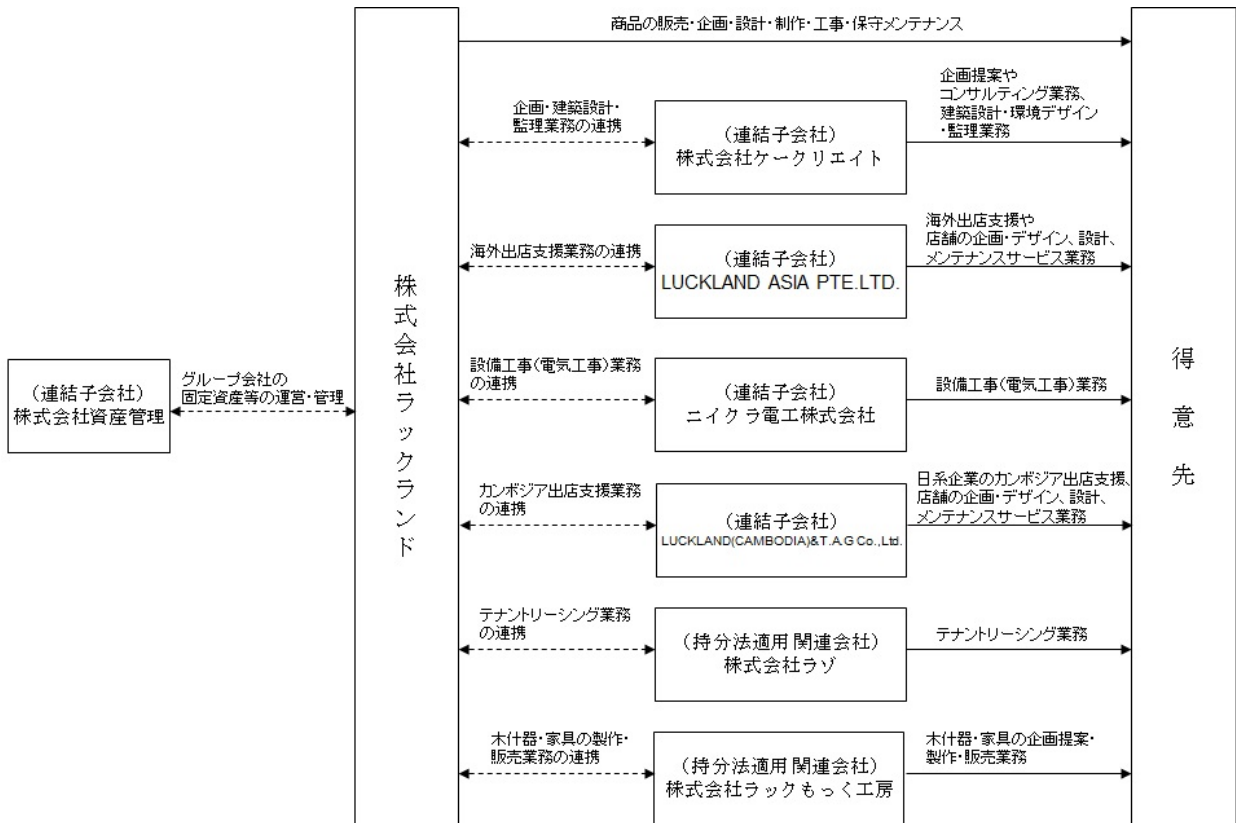 商品の販売・企画・設計・制作・工事・保守メンテナンス
企画・建築設計・
監理業務の連携
(連結子会社)
株式会社ケークリエイト
企画提案や
コンサルティング業務、
建築設計・環境デザイン
・監理業務
海外出店支援業務の連携
(連結子会社)
LUCKLAND ASIA PTE.LTD.
海外出店支援や
店舗の企画・デザイン、設計、
メンテナンスサービス業務
(連結子会社)
株式会社資産管理
グループ会社の
固定資産等の運営・管理
株式会社ラックランド
設備工事(電気工事)業務
の連携
(連結子会社)
ニイクラ電工株式会社
設備工事(電気工事)業務
得意先
カンボジア出店支援業務
の連携
(連結子会社)
LUCKLAND(CAMBODIA)&T.A.G Co.,Ltd.
日系企業のカンボジア出店支援、
店舗の企画・デザイン、設計、
メンテナンスサービス業務
テナントリーシング業務
の連携
(持分法適用関連会社)
株式会社ラゾ
テナントリーシング業務
木什器・家具の製作・
販売業務の連携
(持分法適用関連会社)
株式会社ラックもっく工房
木什器・家具の企画提案・
製作・販売業務